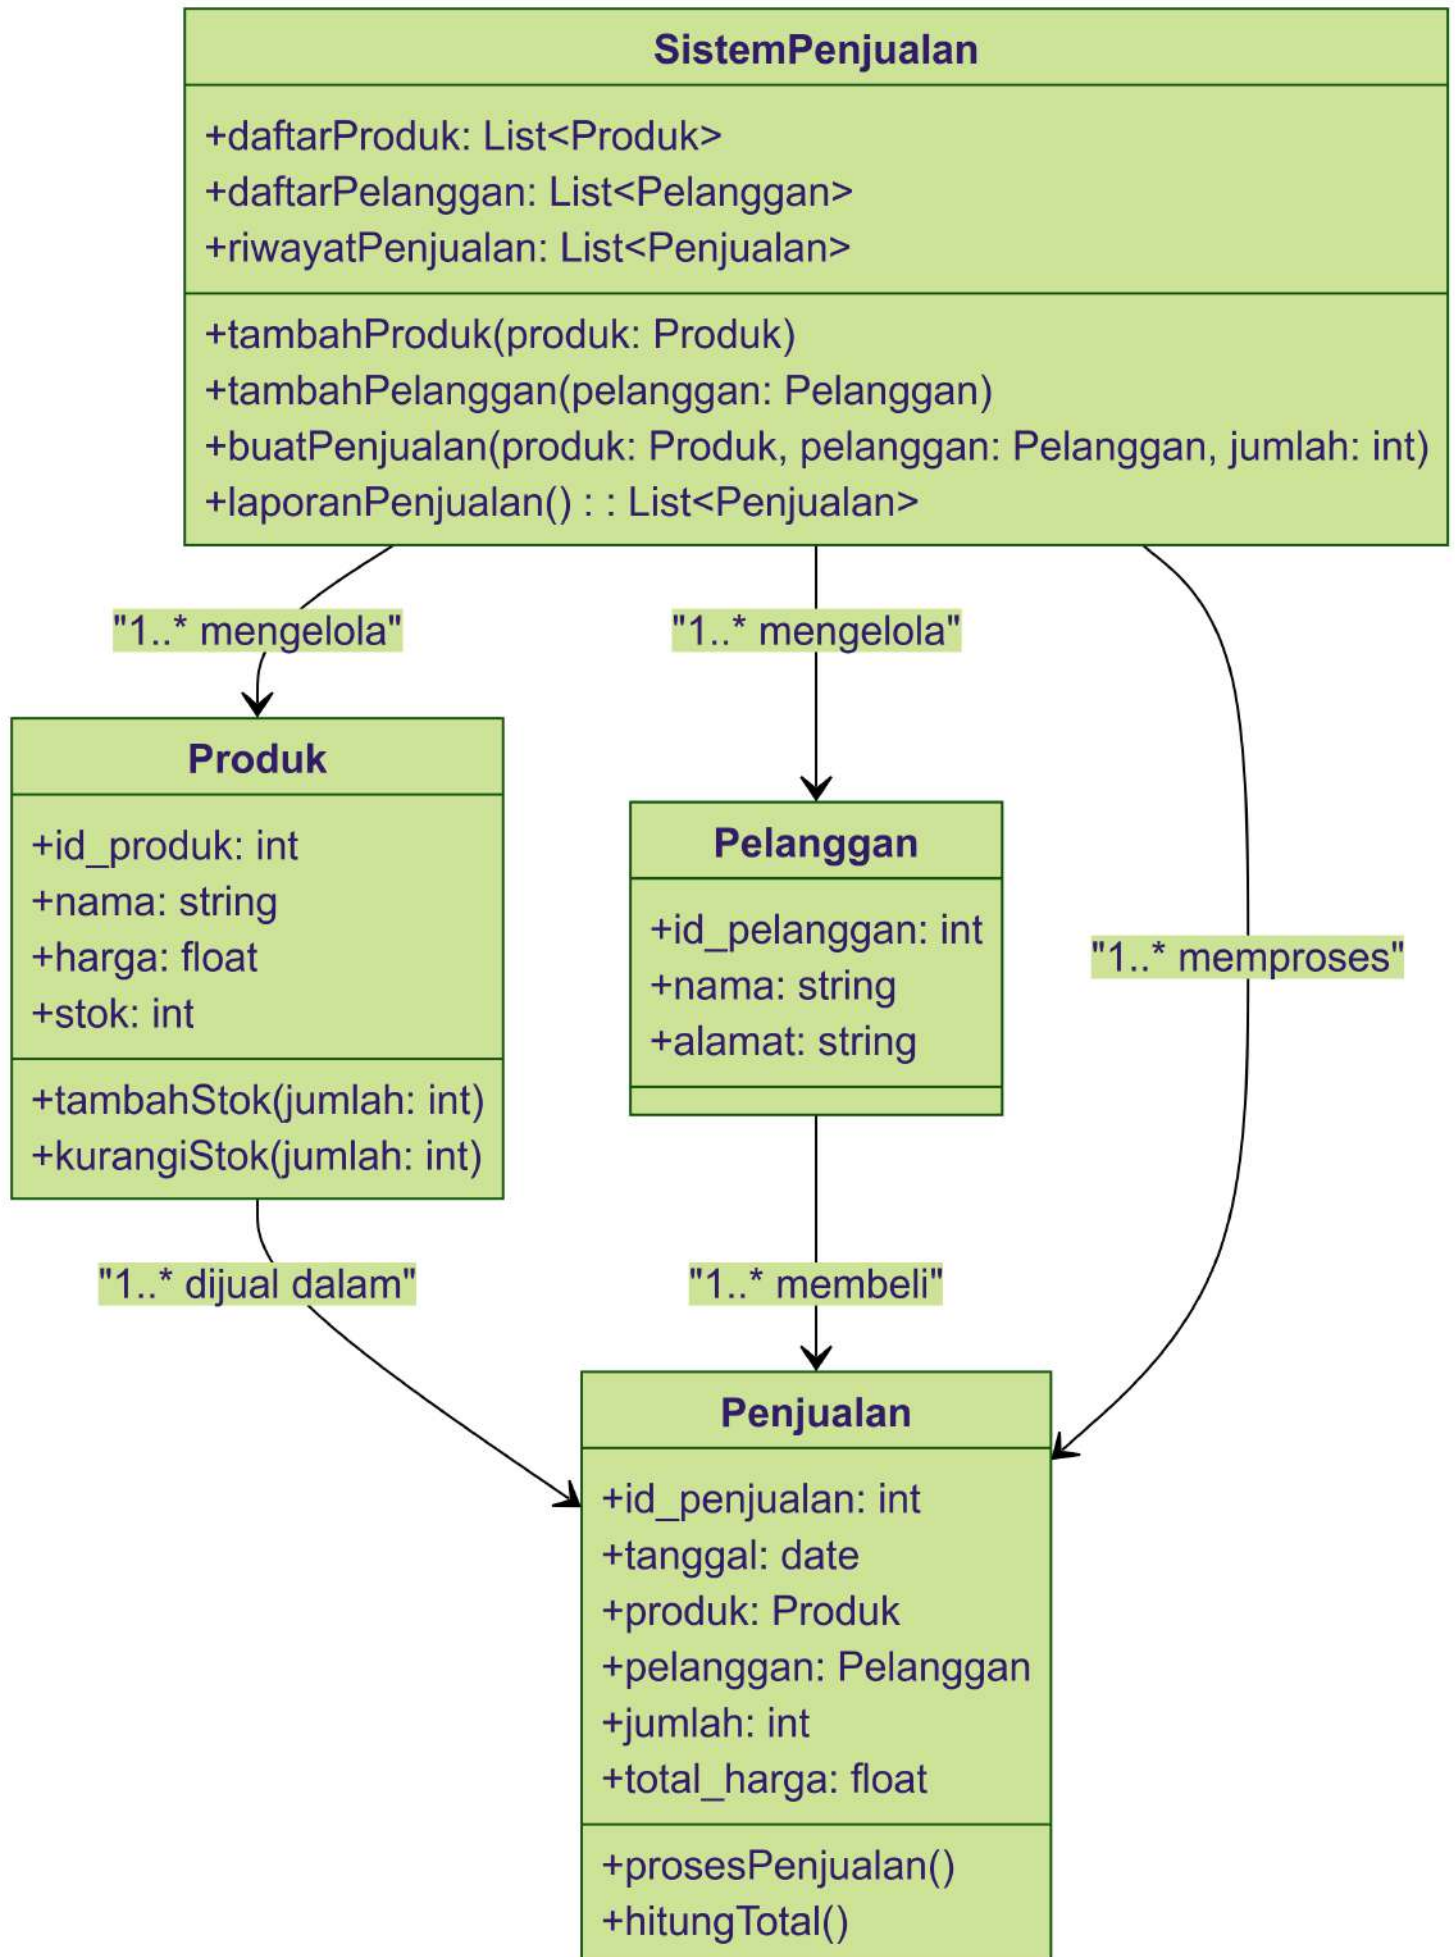 SistemPenjualan
+daftarProduk: List<Produk>
+daftarPelanggan: List<Pelanggan>
+riwayatPenjualan: List<Penjualan>
+tambahProduk(produk: Produk)
+tambahPelanggan(pelanggan: Pelanggan)
+buatPenjualan(produk: Produk, pelanggan: Pelanggan, jumlah: int)
+laporanPenjualan() : : List<Penjualan>
"1..* mengelola"
"1..* mengelola"
Produk
+id_produk: int
+nama: string
+harga: float
+stok: int
+tambahStok(jumlah: int)
+kurangiStok(jumlah: int)
Pelanggan
+id_pelanggan: int
+nama: string
+alamat: string
"1..* memproses"
"1..* dijual dalam"
"1..* membeli"
Penjualan
+id_penjualan: int
+tanggal: date
+produk: Produk
+pelanggan: Pelanggan
+jumlah: int
+total_harga: float
+prosesPenjualan()
+hitungTotal()